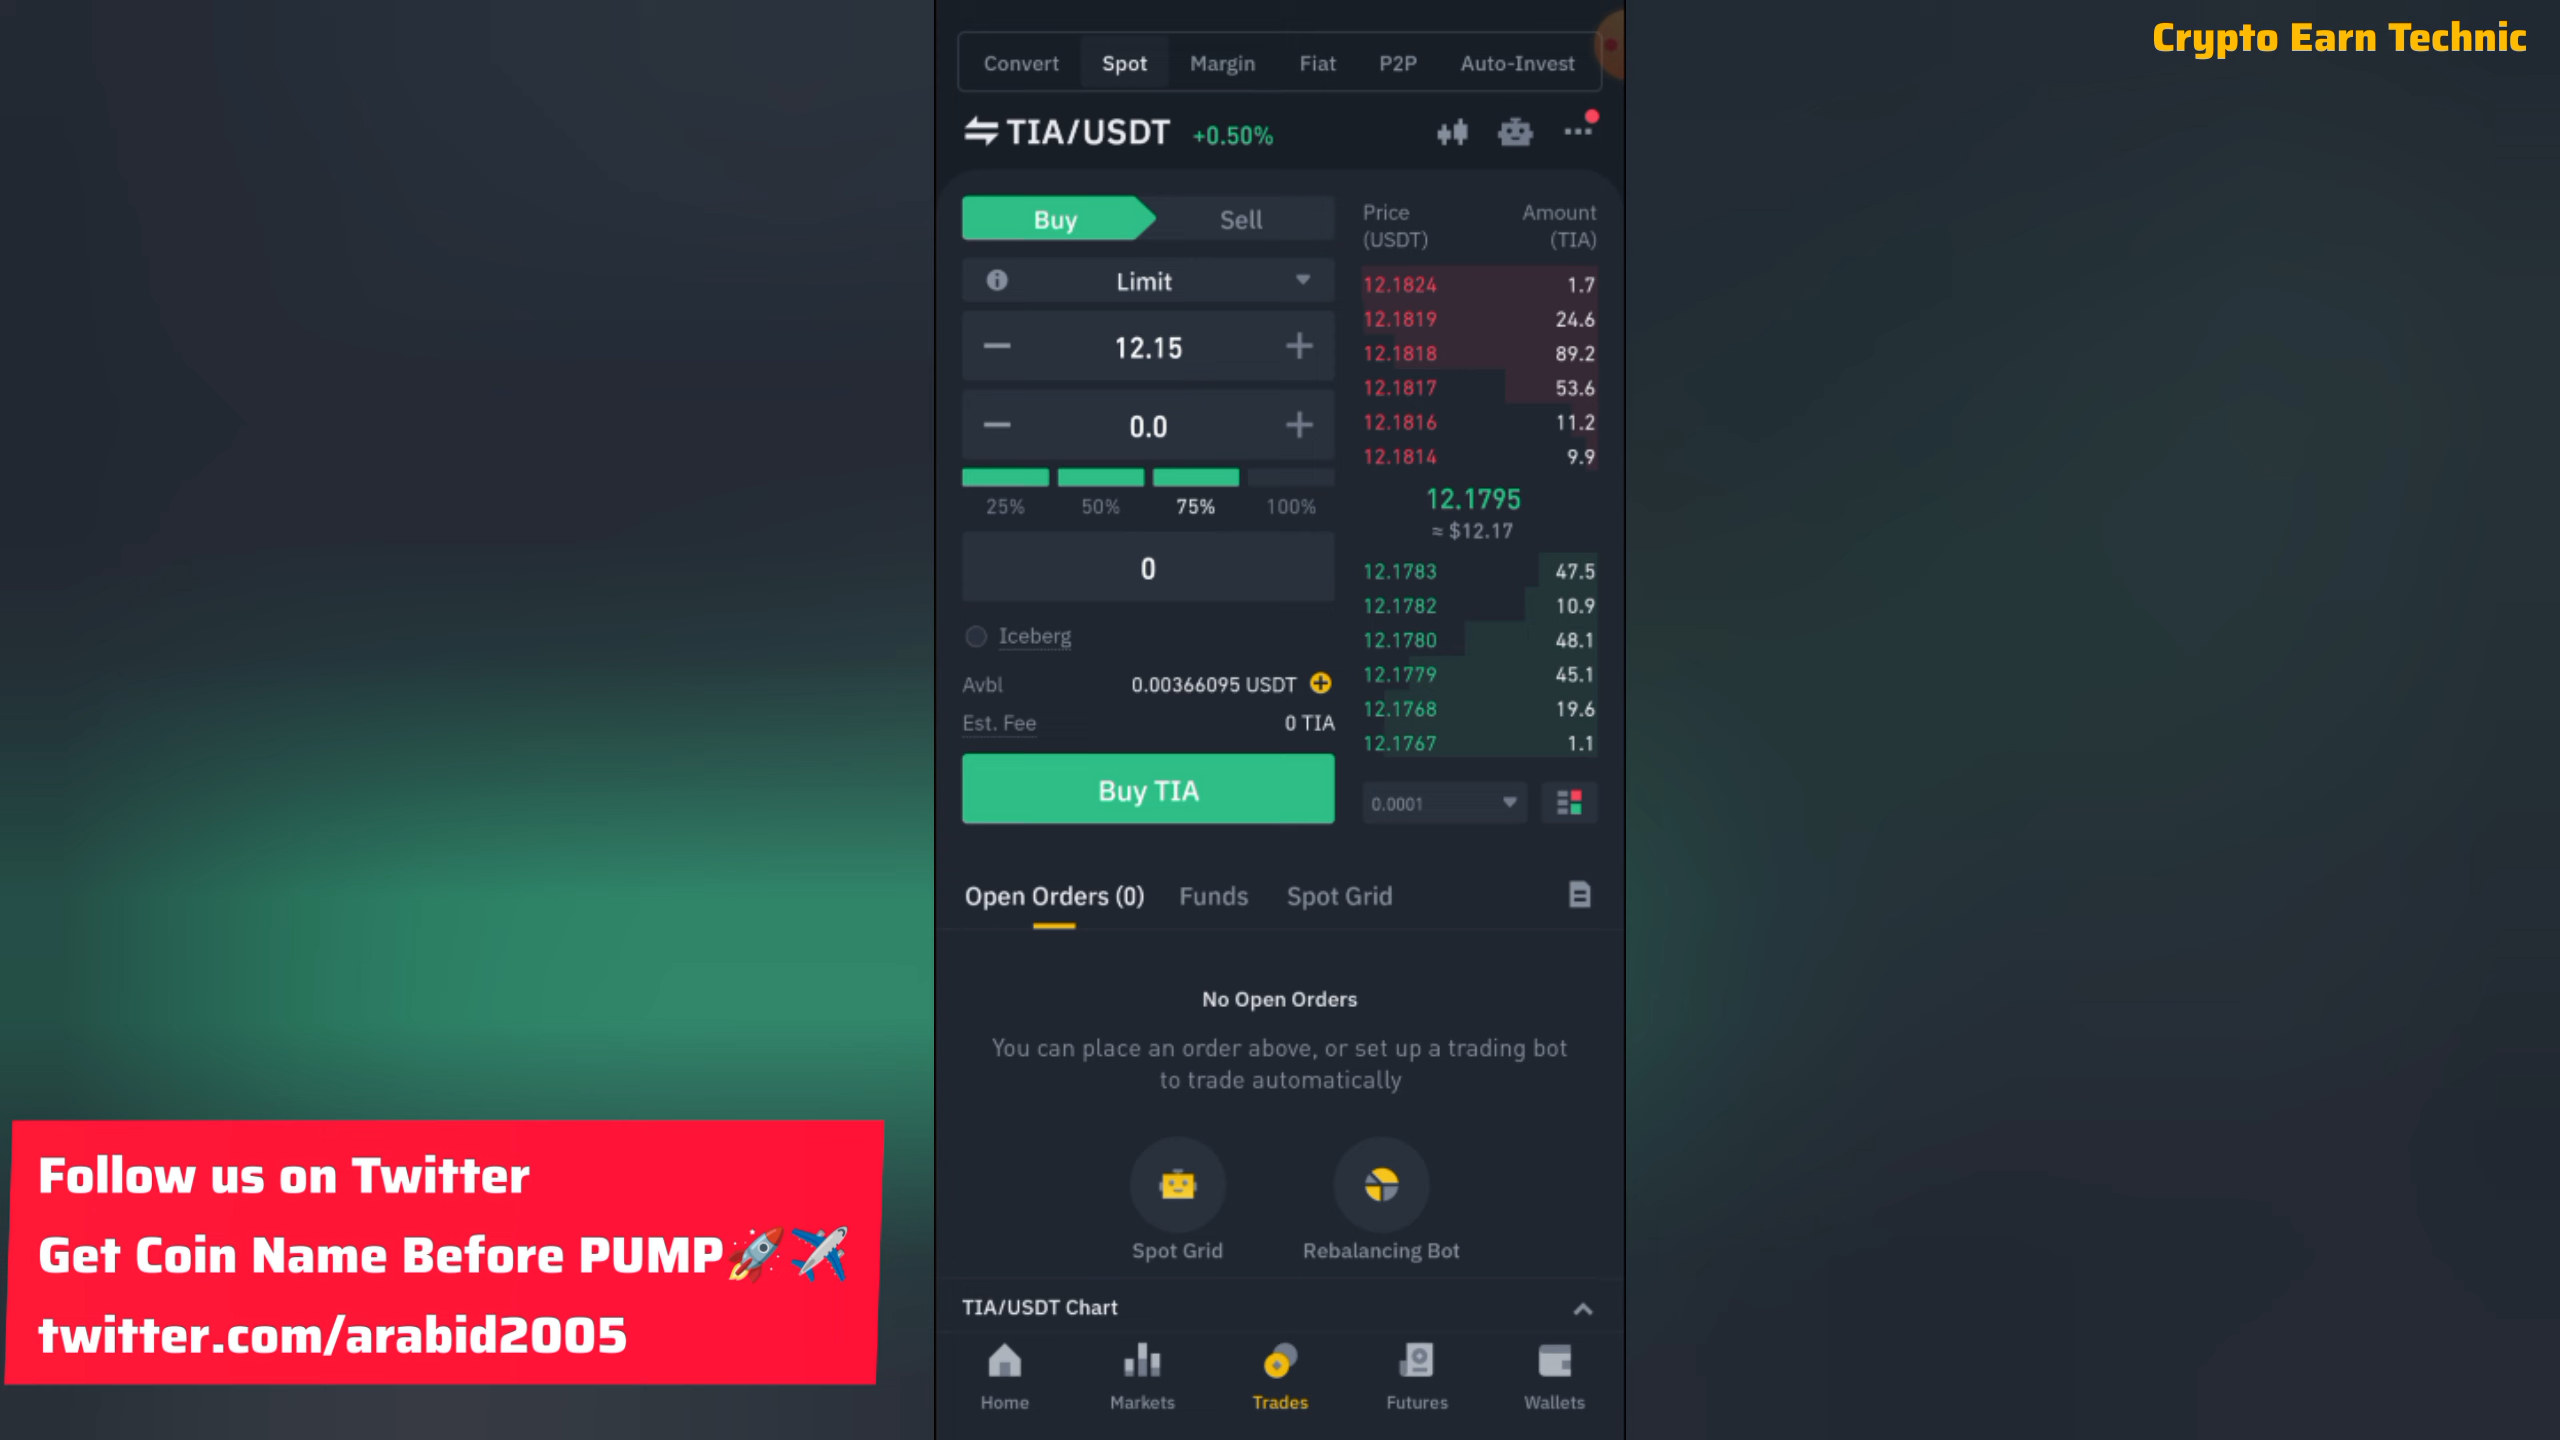 Crypto Earn Technic
Convert Spot Margin Fiat P2P Auto-Invest
TIA/USDT +0.50%
Buy Sell
Limit
12.15
0.0
25% 50% 75% 100%
0
Iceberg
Avbl 0.00366095 USDT
Est. Fee 0 TIA
Buy TIA
Price Amount
(USDT) (TIA)
12.1824 1.7
12.1819 24.6
12.1818 89.2
12.1817 53.6
12.1816 11.2
12.1814 9.9
12.1795
≈ $12.17
12.1783 47.5
12.1782 10.9
12.1780 48.1
12.1779 45.1
12.1768 19.6
12.1767 1.1
0.0001
Open Orders (0) Funds Spot Grid
No Open Orders
You can place an order above, or set up a trading bot
to trade automatically
Spot Grid Rebalancing Bot
TIA/USDT Chart
Home Markets Trades Futures Wallets
Follow us on Twitter
Get Coin Name Before PUMP🚀✈️
twitter.com/arabid2005